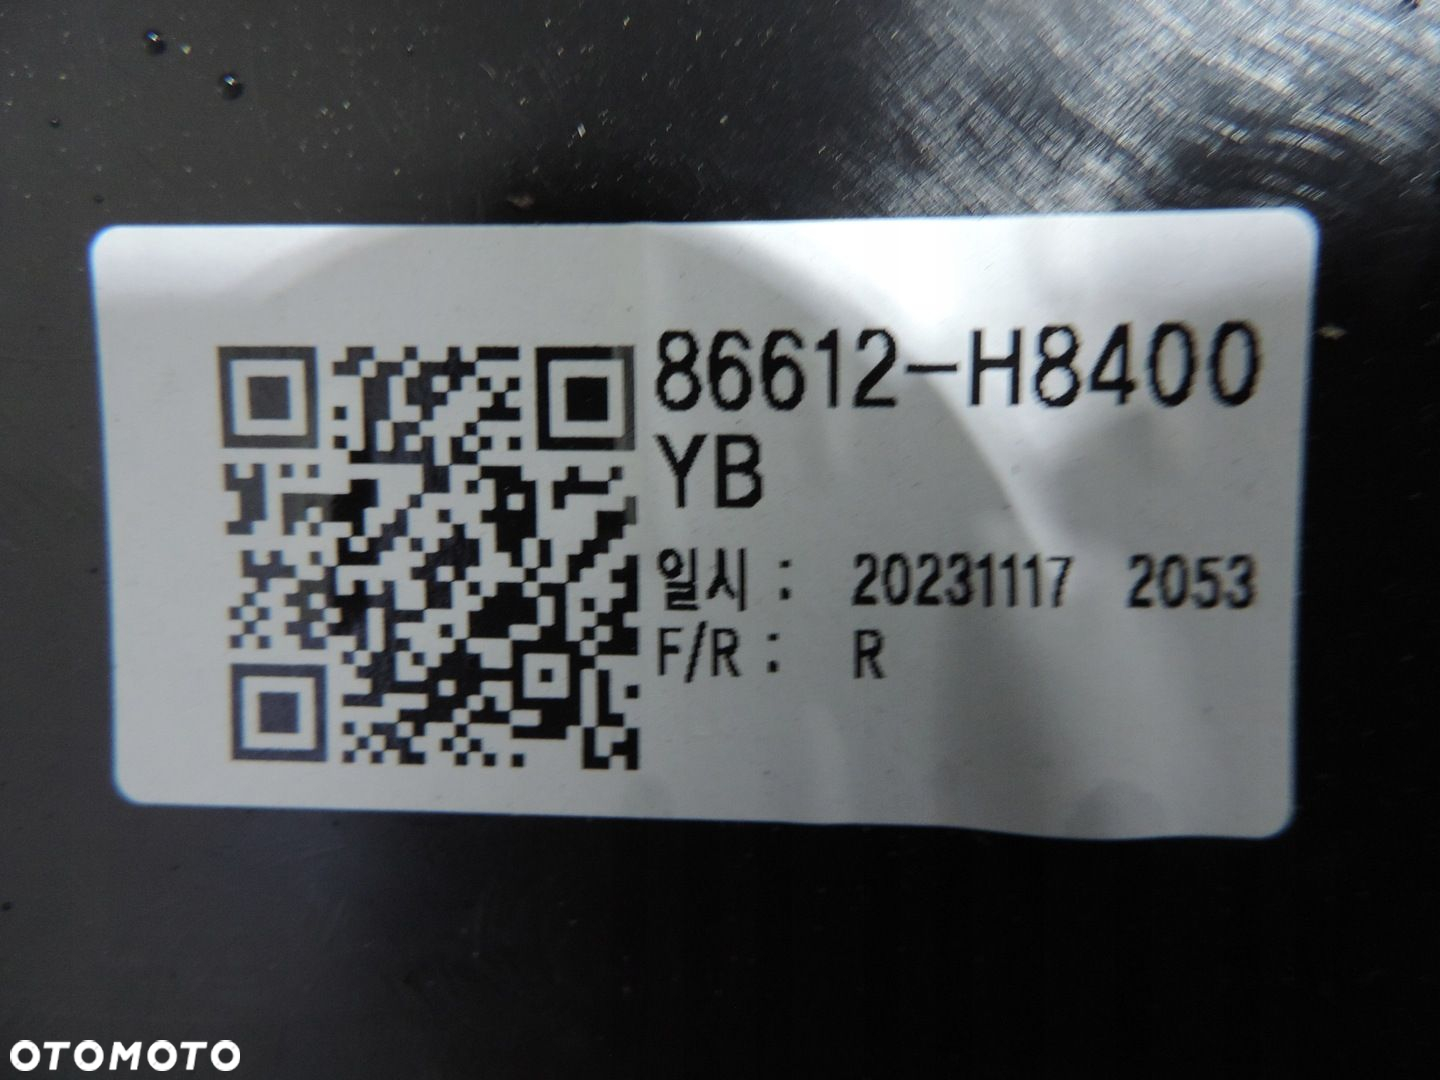 86612-H8400
YB
일시 : 20231117 2053
F/R : R
OTOMOTO